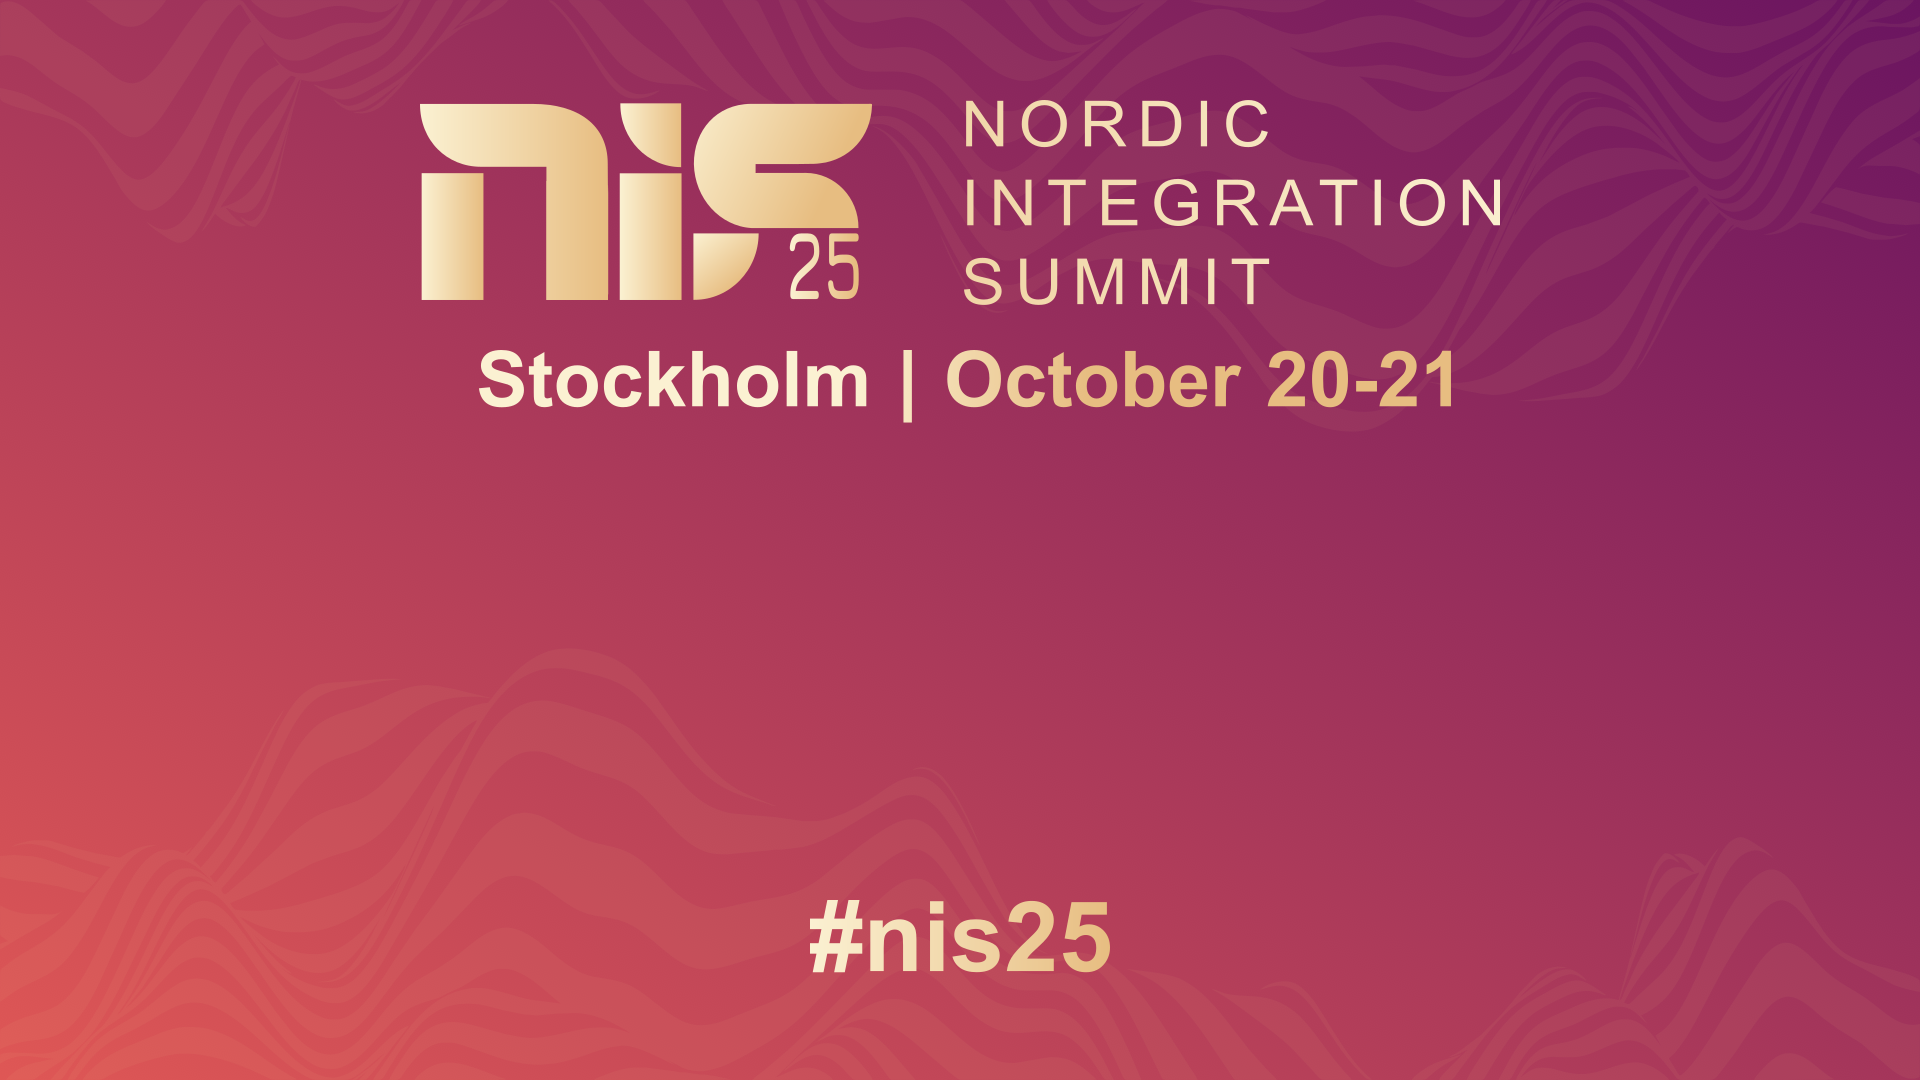 nis
25
NORDIC
INTEGRATION
SUMMIT
Stockholm | October 20-21
#nis25